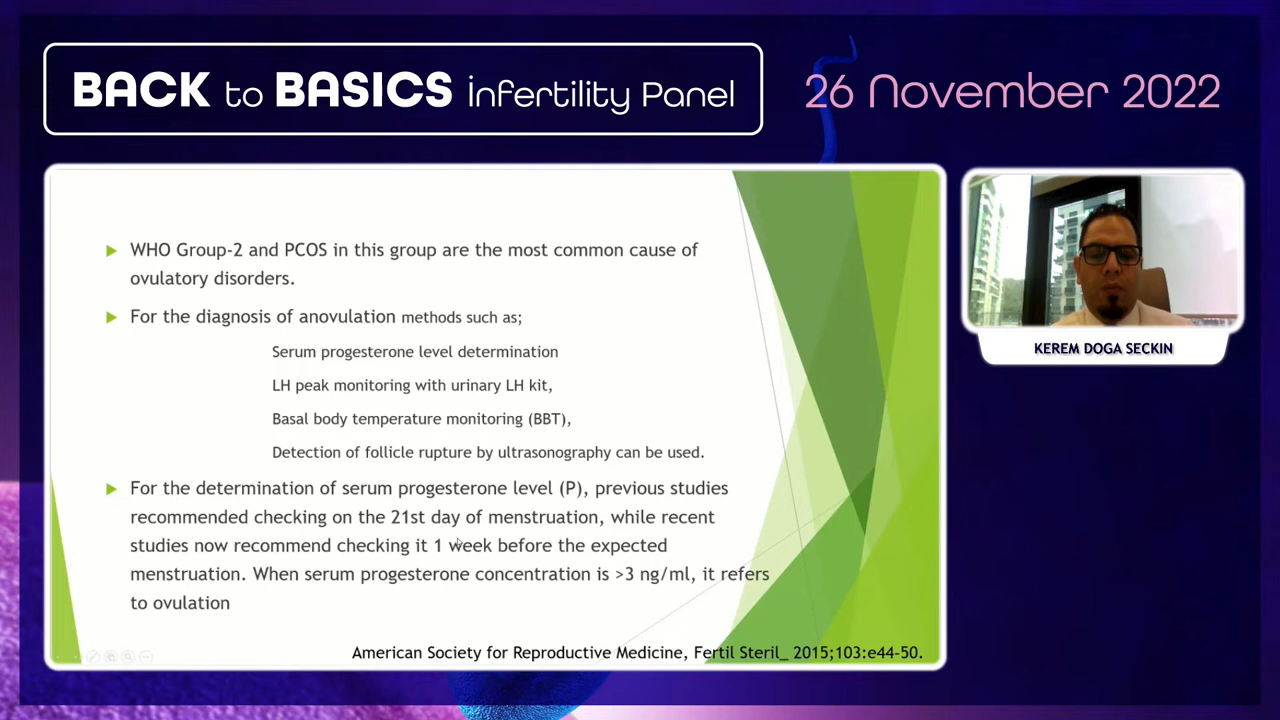 BACK to BASICS infertility Panel
26 November 2022
WHO Group-2 and PCOS in this group are the most common cause of
ovulatory disorders.
For the diagnosis of anovulation methods such as;
Serum progesterone level determination
LH peak monitoring with urinary LH kit,
Basal body temperature monitoring (BBT),
Detection of follicle rupture by ultrasonography can be used.
For the determination of serum progesterone level (P), previous studies
recommended checking on the 21st day of menstruation, while recent
studies now recommend checking it 1 week before the expected
menstruation. When serum progesterone concentration is >3 ng/ml, it refers
to ovulation
American Society for Reproductive Medicine, Fertil Steril_ 2015;103:e44-50.
KEREM DOGA SECKIN